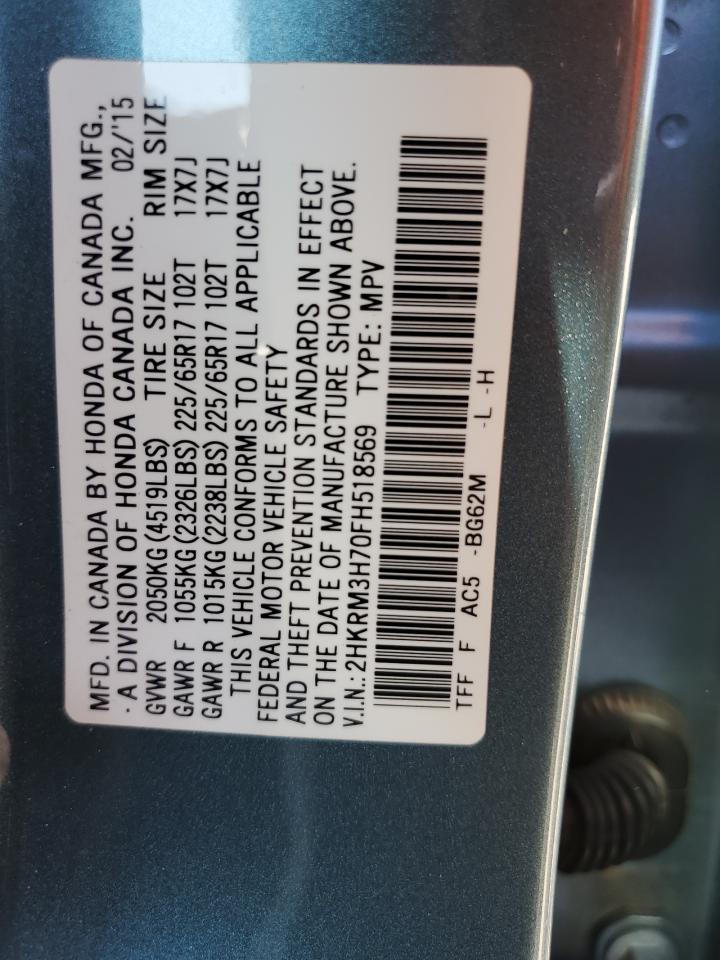 MFD. IN CANADA BY HONDA OF CANADA MFG.,
· A DIVISION OF HONDA CANADA INC. 02/'15
GVWR 2050KG(4519LBS) TIRE SIZE RIM SIZE
GAWR F 1055KG(2326LBS) 225/65R17 102T 17X7J
GAWR R 1015KG(2238LBS) 225/65R17 102T 17X7J
THIS VEHICLE CONFORMS TO ALL APPLICABLE
FEDERAL MOTOR VEHICLE SAFETY
AND THEFT PREVENTION STANDARDS IN EFFECT
ON THE DATE OF MANUFACTURE SHOWN ABOVE.
V.I.N.:2HKRM3H70FH518569 TYPE: MPV
TFF F AC5 -BG62M -L -H